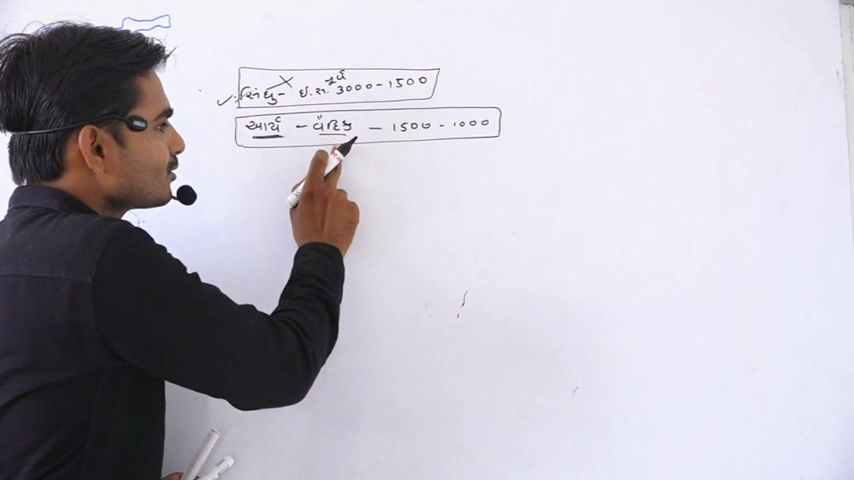 સિંધુ - ઇ.સ. પૂર્વે 3000 - 1500
આર્ય - વૈદિક - 1500 - 1000